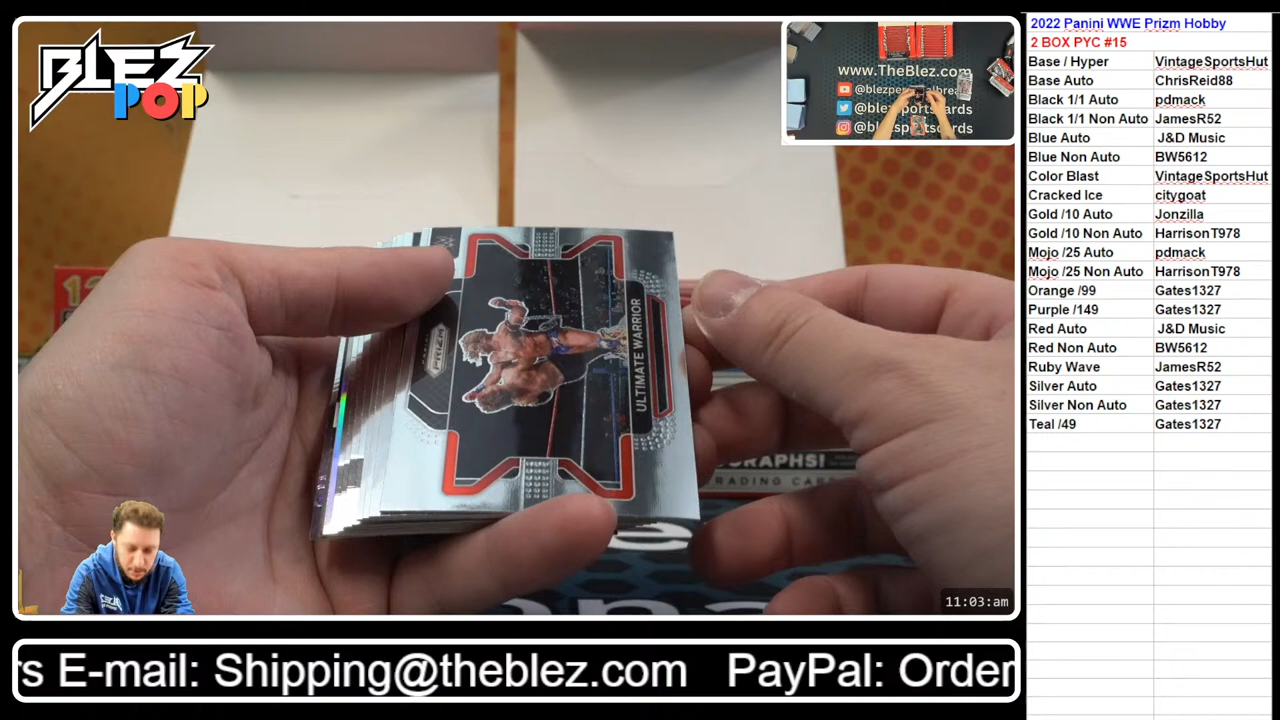 BLEZ
POP
www.TheBlez.com
ULTIMATE WARRIOR
PRIZM
TRADING CARD
11:03:am
s E-mail: Shipping@theblez.com PayPal: Order
2022 Panini WWE Prizm Hobby
2 BOX PYC #15
Base / Hyper VintageSportsHut
Base Auto ChrisReid88
Black 1/1 Auto pdmack
Black 1/1 Non Auto JamesR52
Blue Auto J&D Music
Blue Non Auto BW5612
Color Blast VintageSportsHut
Cracked Ice citygoat
Gold /10 Auto Jonzilla
Gold /10 Non Auto HarrisonT978
Mojo /25 Auto pdmack
Mojo /25 Non Auto HarrisonT978
Orange /99 Gates1327
Purple /149 Gates1327
Red Auto J&D Music
Red Non Auto BW5612
Ruby Wave JamesR52
Silver Auto Gates1327
Silver Non Auto Gates1327
Teal /49 Gates1327